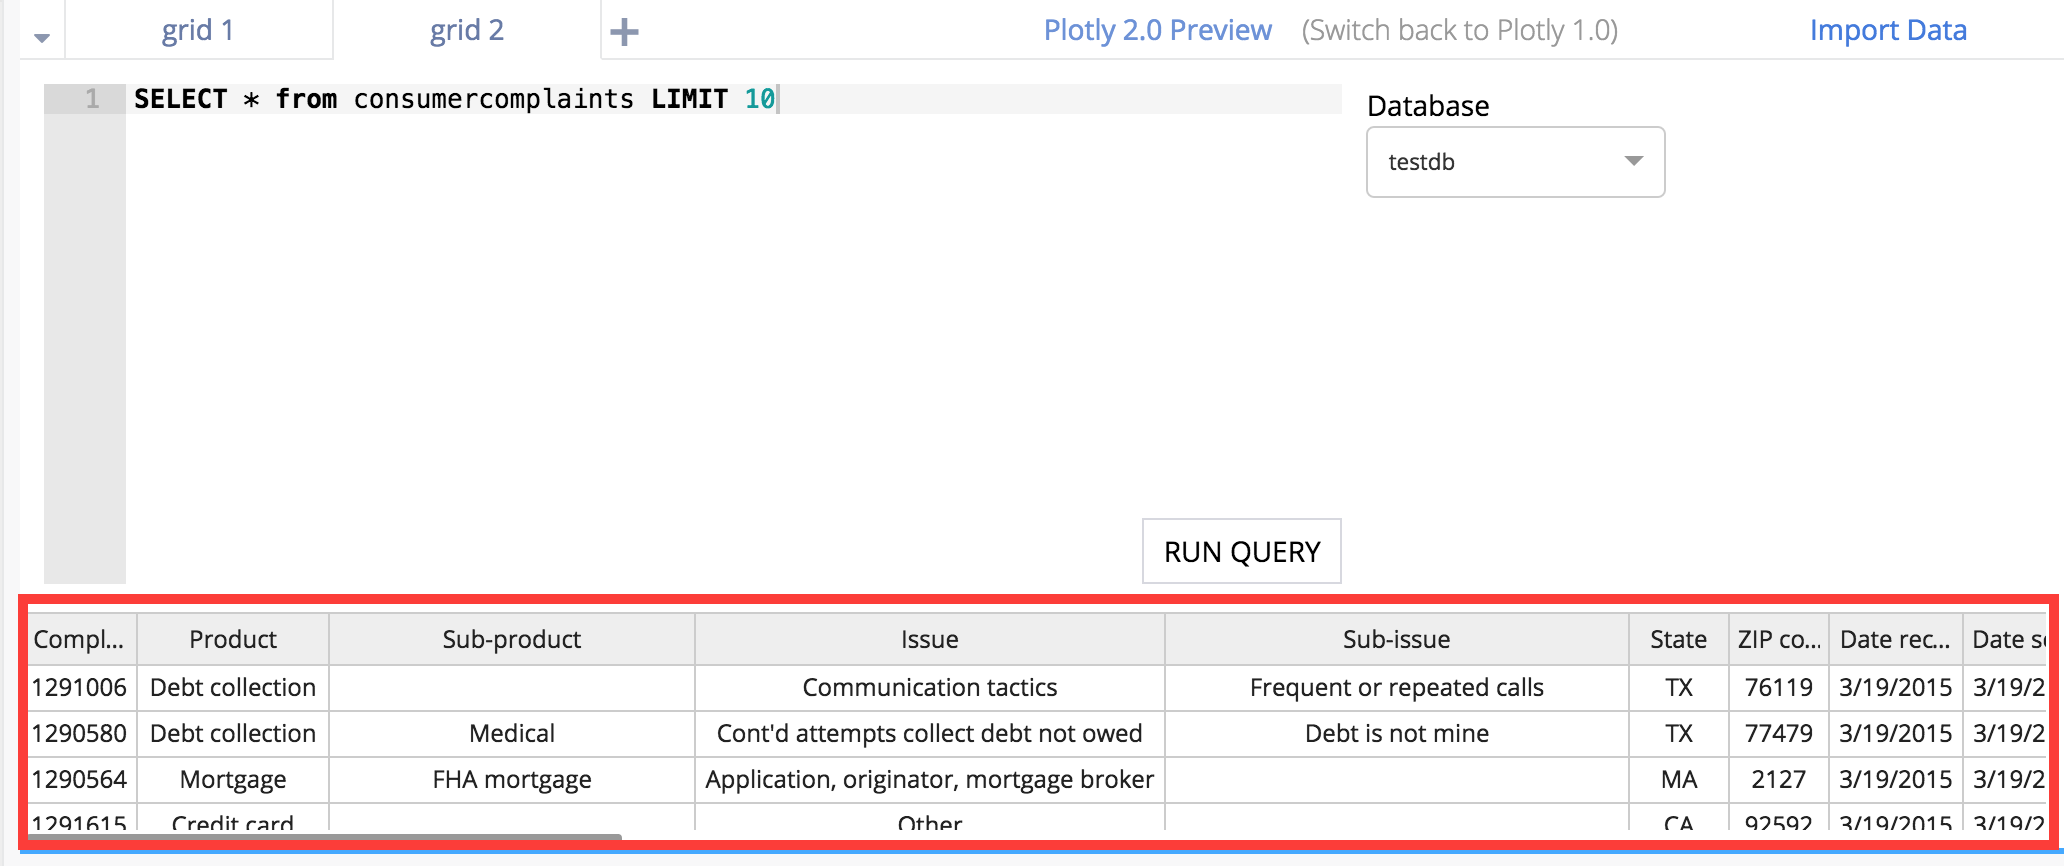 grid 1 grid 2 Plotly 2.0 Preview (Switch back to Plotly 1.0) Import Data
1 SELECT * from consumercomplaints LIMIT 10
Database
testdb
RUN QUERY
Compl... Product Sub-product Issue Sub-issue State ZIP co... Date rec... Date s
1291006 Debt collection Communication tactics Frequent or repeated calls TX 76119 3/19/2015 3/19/2
1290580 Debt collection Medical Cont'd attempts collect debt not owed Debt is not mine TX 77479 3/19/2015 3/19/2
1290564 Mortgage FHA mortgage Application, originator, mortgage broker MA 2127 3/19/2015 3/19/2
1291615 Credit card Other CA 92592 3/19/2015 3/19/2